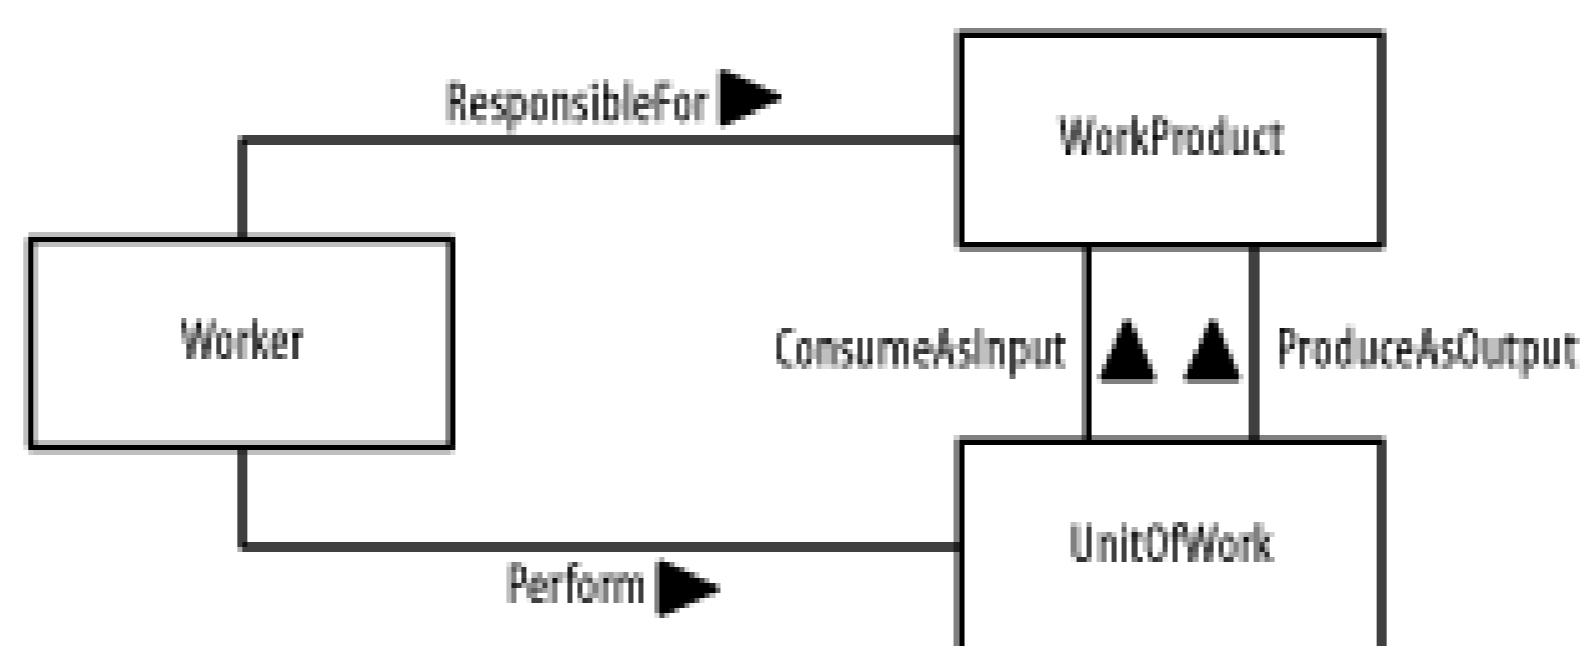 ResponsibleFor
WorkProduct
Worker
ConsumeAsInput
ProduceAsOutput
UnitOfWork
Perform